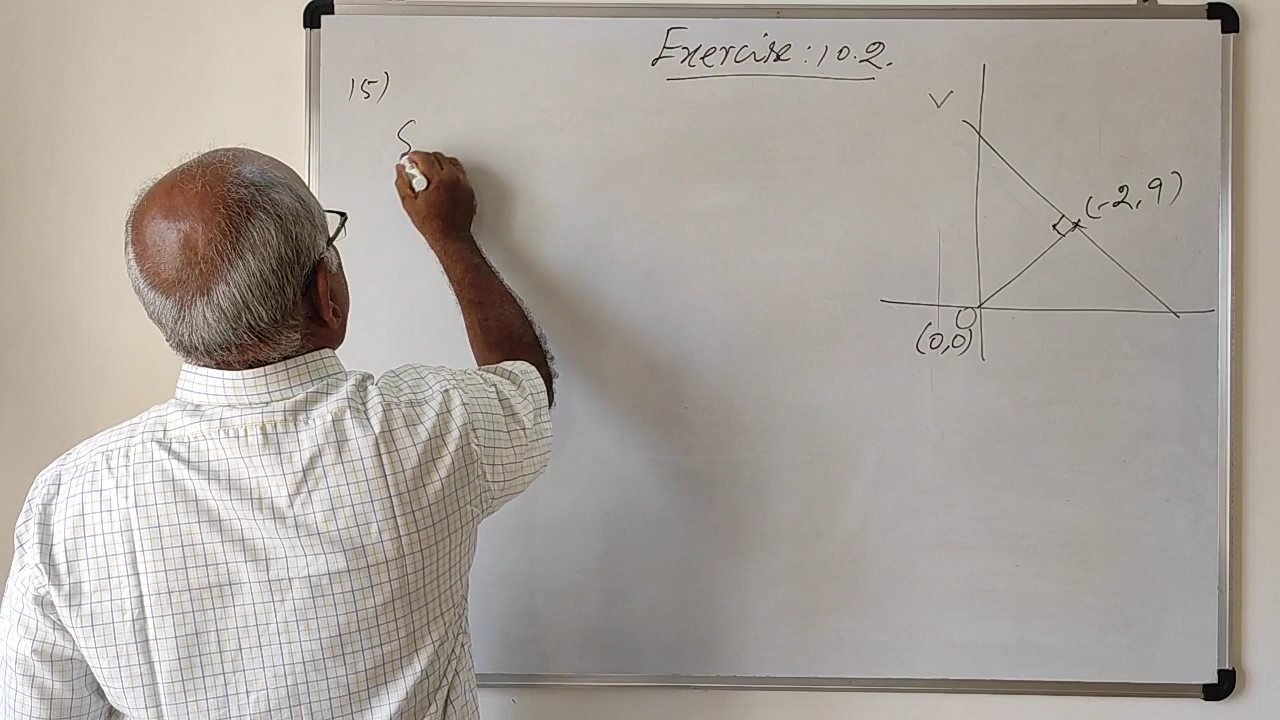 Exercise: 10.2.
15)
S
(-2, 9)
O
(0,0)